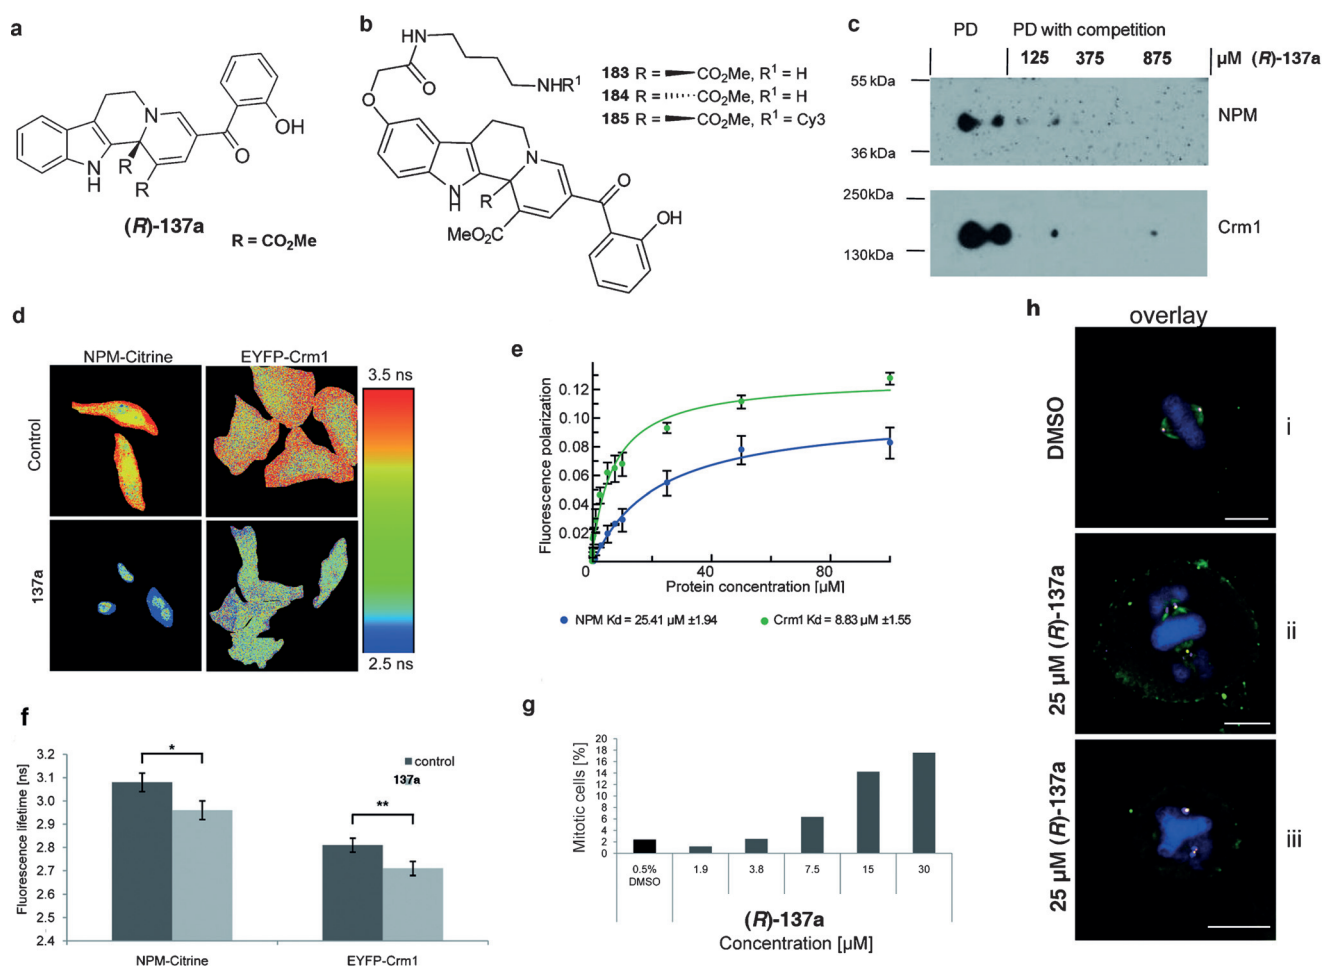 a
N
OH
O
N
H
R
R
(R)-137a
R = CO2Me
b
HN
O
NHR1
O
183 R = CO2Me, R1 = H
184 R = CO2Me, R1 = H
185 R = CO2Me, R1 = Cy3
N
N
H
R
MeO2C
O
OH
c
PD PD with competition
125 375 875 µM (R)-137a
55 kDa
NPM
36 kDa
250kDa
Crm1
130kDa
d
NPM-Citrine EYFP-Crm1
Control
137a
3.5 ns
2.5 ns
e
Fluorescence polarization
0.12
0.10
0.08
0.06
0.04
0.02
0 40 80
Protein concentration [µM]
NPM Kd = 25.41 µM ±1.94 Crm1 Kd = 8.83 µM ±1.55
f
Fluorescence lifetime [ns]
3.2
3.1
3.0
2.9
2.8
2.7
2.6
2.5
2.4
* **
control
137a
NPM-Citrine EYFP-Crm1
g
Mitotic cells [%]
20
18
16
14
12
10
8
6
4
2
0
0.5% DMSO 1.9 3.8 7.5 15 30
(R)-137a
Concentration [µM]
h
overlay
DMSO i
25 µM (R)-137a ii
25 µM (R)-137a iii